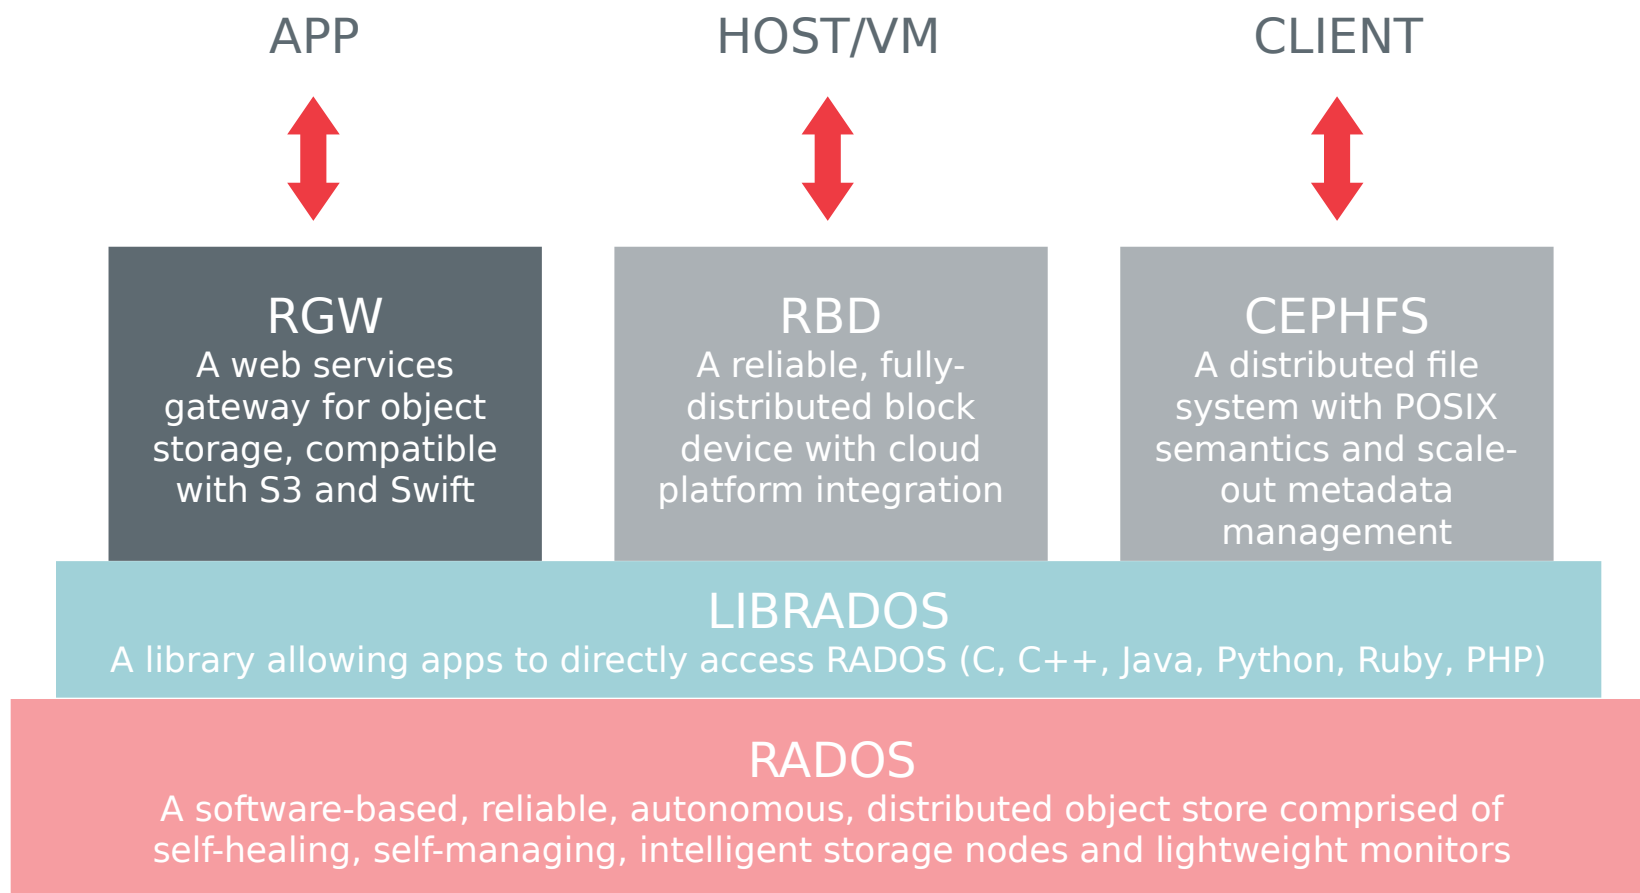 APP
HOST/VM
CLIENT
RGW
A web services
gateway for object
storage, compatible
with S3 and Swift
RBD
A reliable, fully-
distributed block
device with cloud
platform integration
CEPHFS
A distributed file
system with POSIX
semantics and scale-
out metadata
management
LIBRADOS
A library allowing apps to directly access RADOS (C, C++, Java, Python, Ruby, PHP)
RADOS
A software-based, reliable, autonomous, distributed object store comprised of
self-healing, self-managing, intelligent storage nodes and lightweight monitors